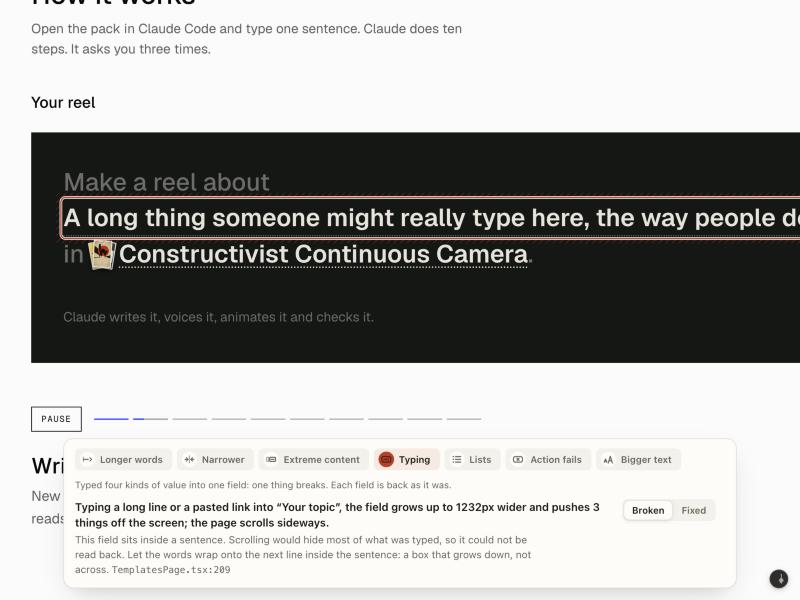 How it works
Open the pack in Claude Code and type one sentence. Claude does ten
steps. It asks you three times.
Your reel
Make a reel about
A long thing someone might really type here, the way people do
in Constructivist Continuous Camera.
Claude writes it, voices it, animates it and checks it.
PAUSE
Wri
New
reads
Longer words Narrower Extreme content Typing Lists Action fails Bigger text
Typed four kinds of value into one field: one thing breaks. Each field is back as it was.
Typing a long line or a pasted link into “Your topic”, the field grows up to 1232px wider and pushes 3
things off the screen; the page scrolls sideways.
Broken Fixed
This field sits inside a sentence. Scrolling would hide most of what was typed, so it could not be
read back. Let the words wrap onto the next line inside the sentence: a box that grows down, not
across. TemplatesPage.tsx:209